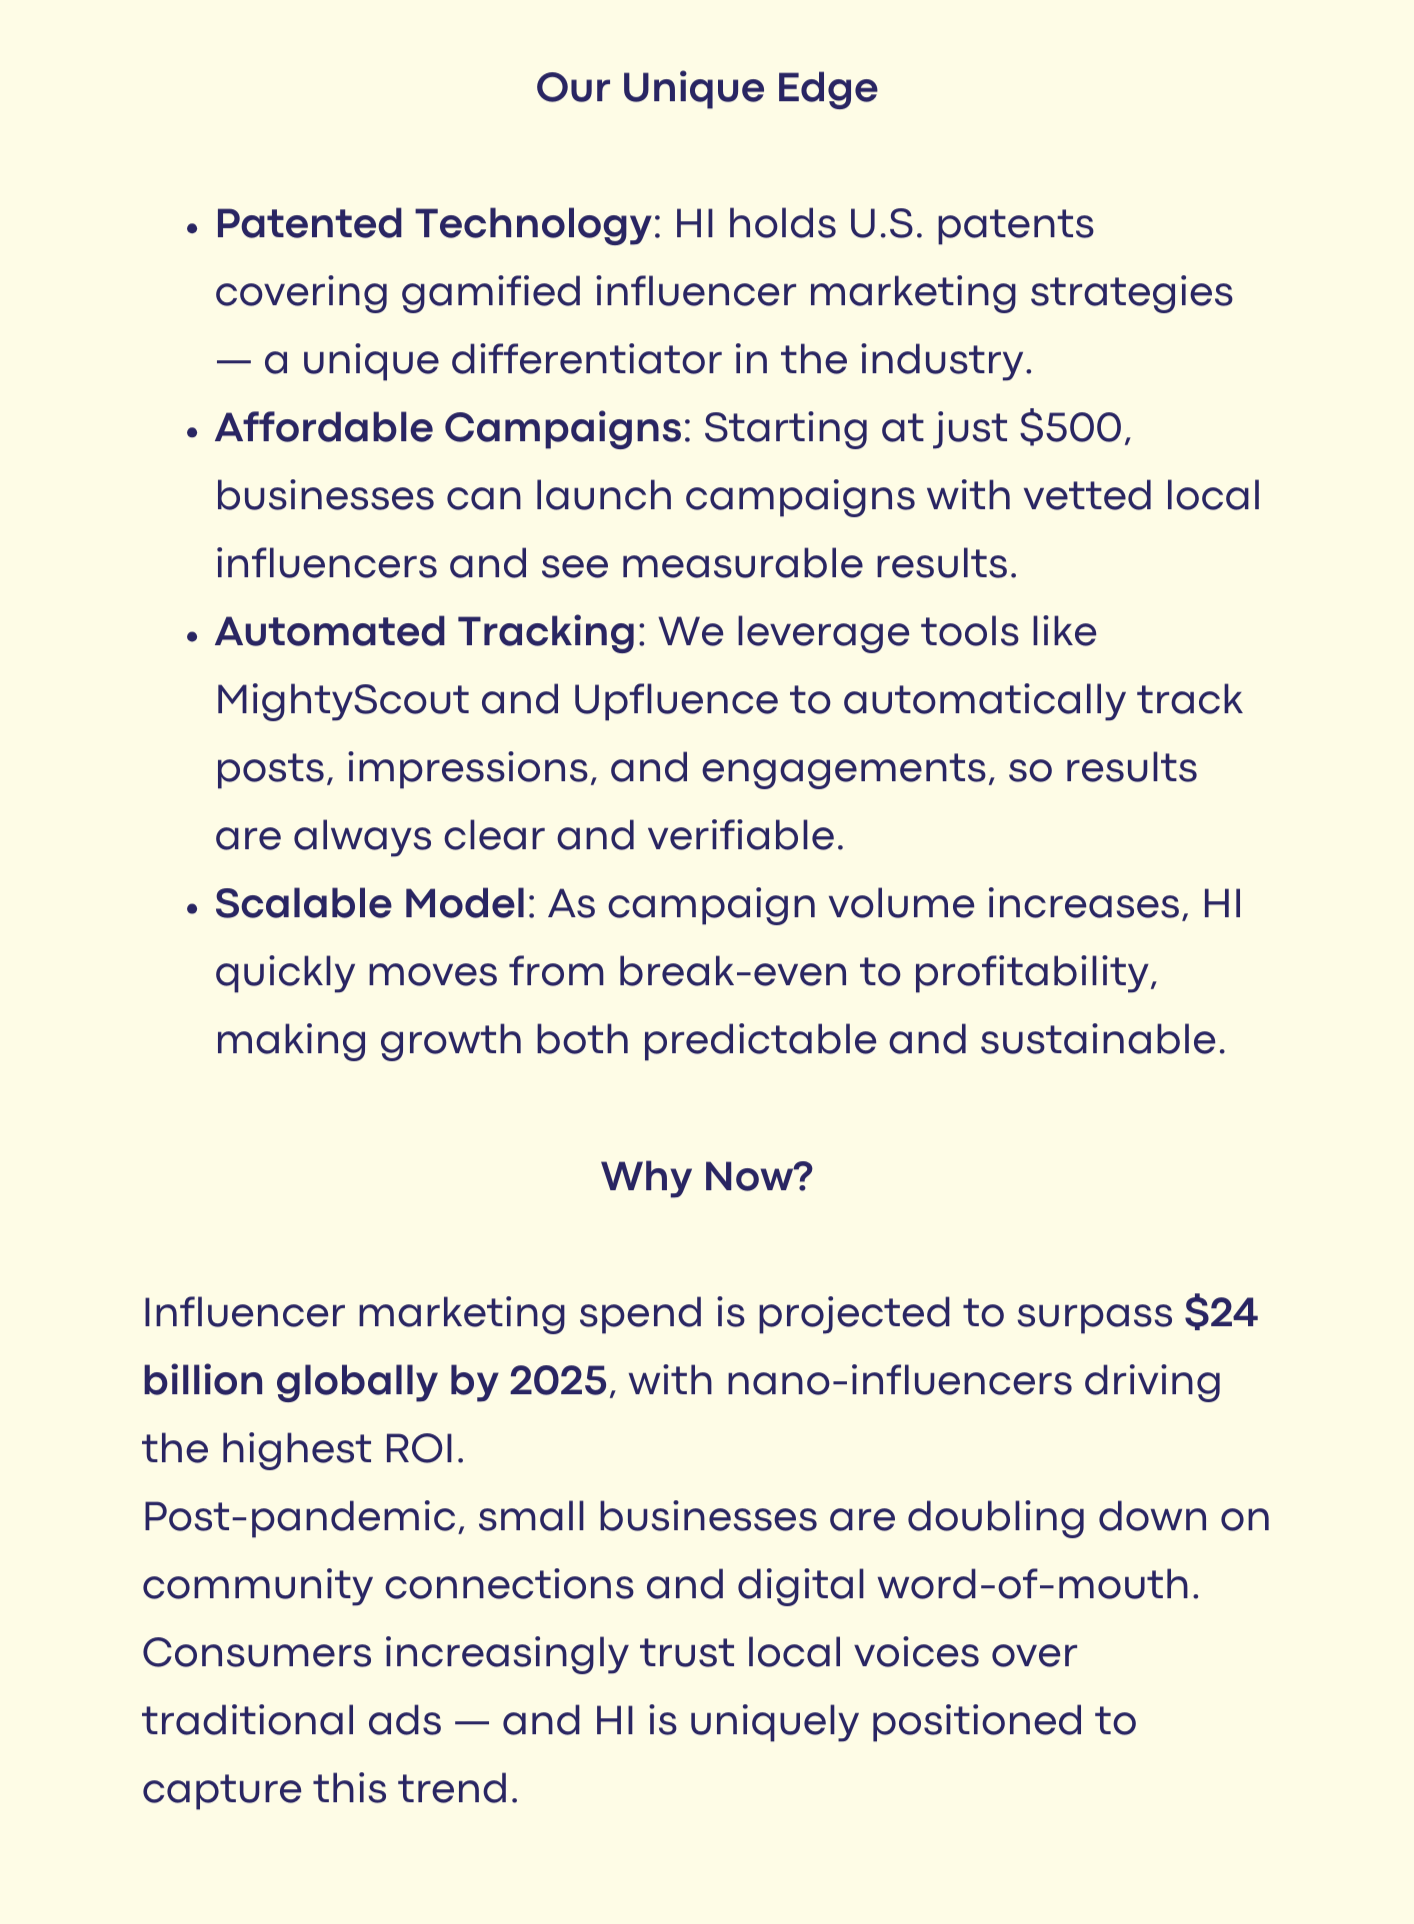 Our Unique Edge
• Patented Technology: HI holds U.S. patents
covering gamified influencer marketing strategies
— a unique differentiator in the industry.
• Affordable Campaigns: Starting at just $500,
businesses can launch campaigns with vetted local
influencers and see measurable results.
• Automated Tracking: We leverage tools like
MightyScout and Upfluence to automatically track
posts, impressions, and engagements, so results
are always clear and verifiable.
• Scalable Model: As campaign volume increases, HI
quickly moves from break-even to profitability,
making growth both predictable and sustainable.
Why Now?
Influencer marketing spend is projected to surpass $24
billion globally by 2025, with nano-influencers driving
the highest ROI.
Post-pandemic, small businesses are doubling down on
community connections and digital word-of-mouth.
Consumers increasingly trust local voices over
traditional ads — and HI is uniquely positioned to
capture this trend.